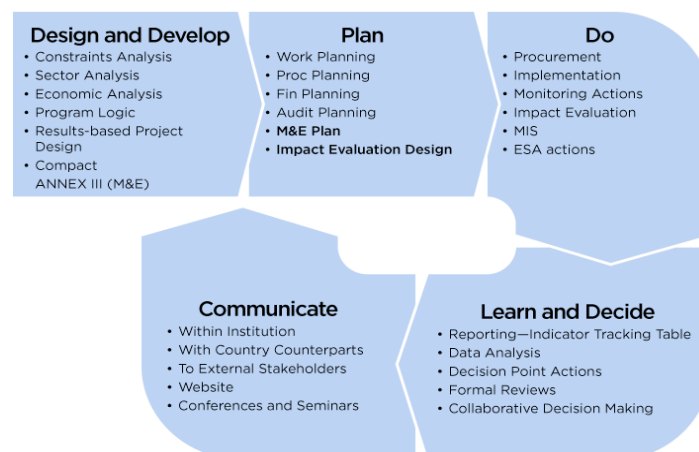 Design and Develop
• Constraints Analysis
• Sector Analysis
• Economic Analysis
• Program Logic
• Results-based Project
Design
• Compact
ANNEX III (M&E)
Plan
• Work Planning
• Proc Planning
• Fin Planning
• Audit Planning
• M&E Plan
• Impact Evaluation Design
Do
• Procurement
• Implementation
• Monitoring Actions
• Impact Evaluation
• MIS
• ESA actions
Communicate
• Within Institution
• With Country Counterparts
• To External Stakeholders
• Website
• Conferences and Seminars
Learn and Decide
• Reporting—Indicator Tracking Table
• Data Analysis
• Decision Point Actions
• Formal Reviews
• Collaborative Decision Making